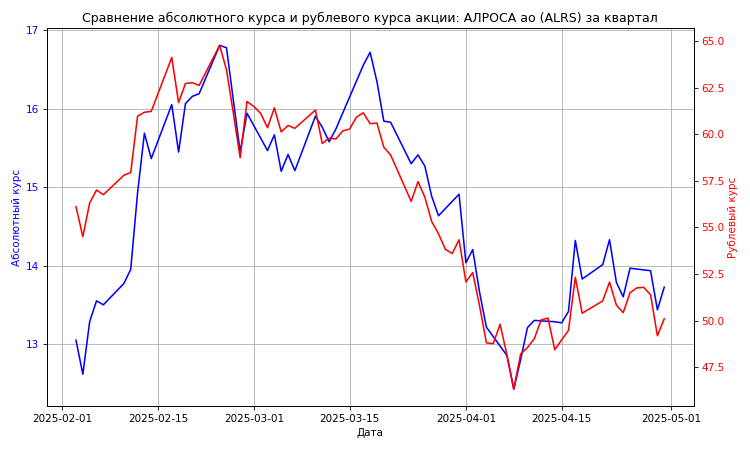 Сравнение абсолютного курса и рублевого курса акции: АЛРОСА ао (ALRS) за квартал
17
16
15
14
13
Абсолютный курс
65.0
62.5
60.0
57.5
55.0
52.5
50.0
47.5
Рублевый курс
2025-02-01 2025-02-15 2025-03-01 2025-03-15 2025-04-01 2025-04-15 2025-05-01
Дата